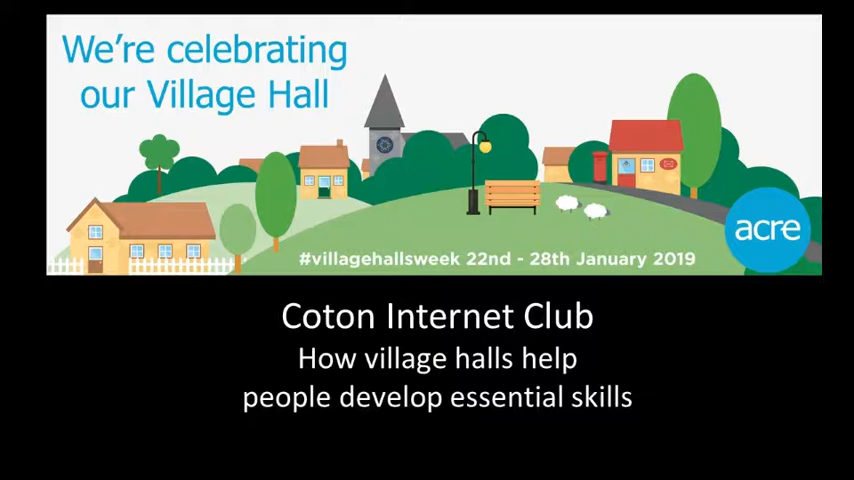 We're celebrating
our Village Hall
acre
#villagehallsweek 22nd - 28th January 2019
Coton Internet Club
How village halls help
people develop essential skills